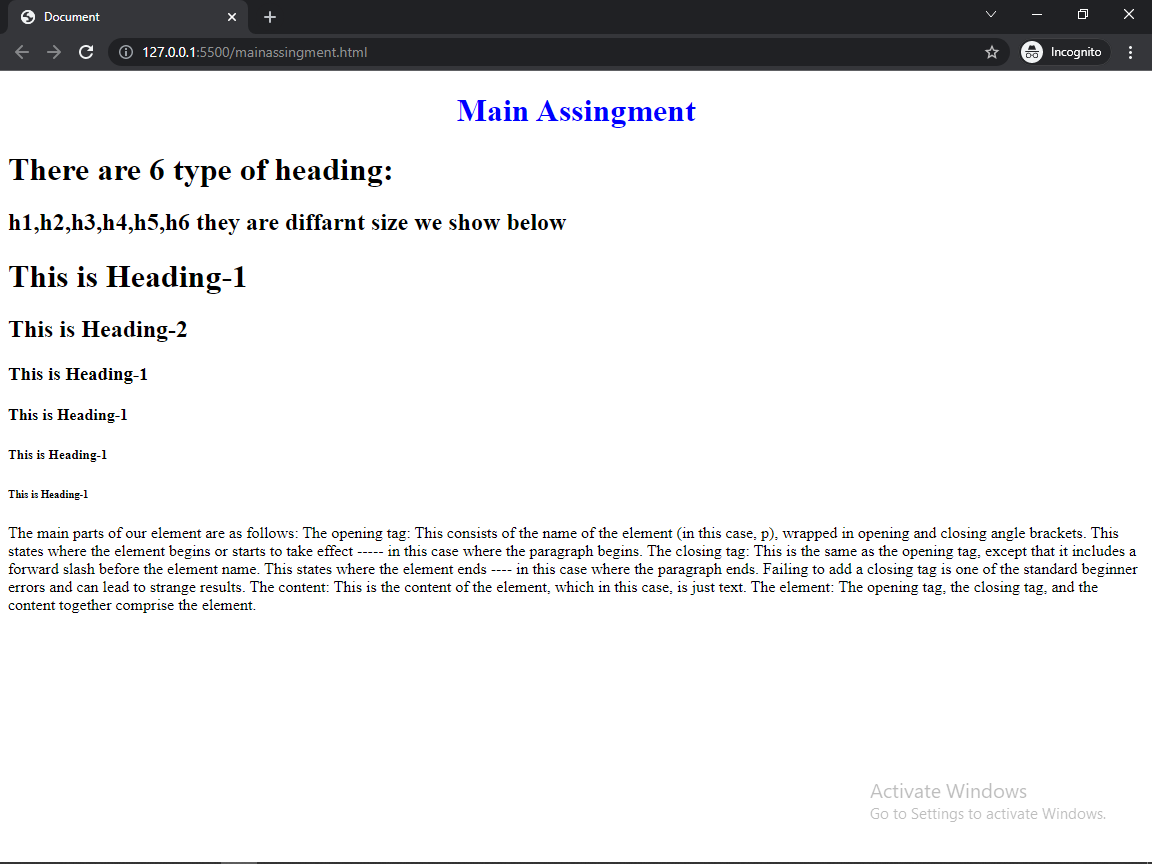 Document
127.0.0.1:5500/mainassingment.html
Incognito
Main Assingment
There are 6 type of heading:
h1,h2,h3,h4,h5,h6 they are diffarnt size we show below
This is Heading-1
This is Heading-2
This is Heading-1
This is Heading-1
This is Heading-1
This is Heading-1
The main parts of our element are as follows: The opening tag: This consists of the name of the element (in this case, p), wrapped in opening and closing angle brackets. This
states where the element begins or starts to take effect ----- in this case where the paragraph begins. The closing tag: This is the same as the opening tag, except that it includes a
forward slash before the element name. This states where the element ends ---- in this case where the paragraph ends. Failing to add a closing tag is one of the standard beginner
errors and can lead to strange results. The content: This is the content of the element, which in this case, is just text. The element: The opening tag, the closing tag, and the
content together comprise the element.
Activate Windows
Go to Settings to activate Windows.